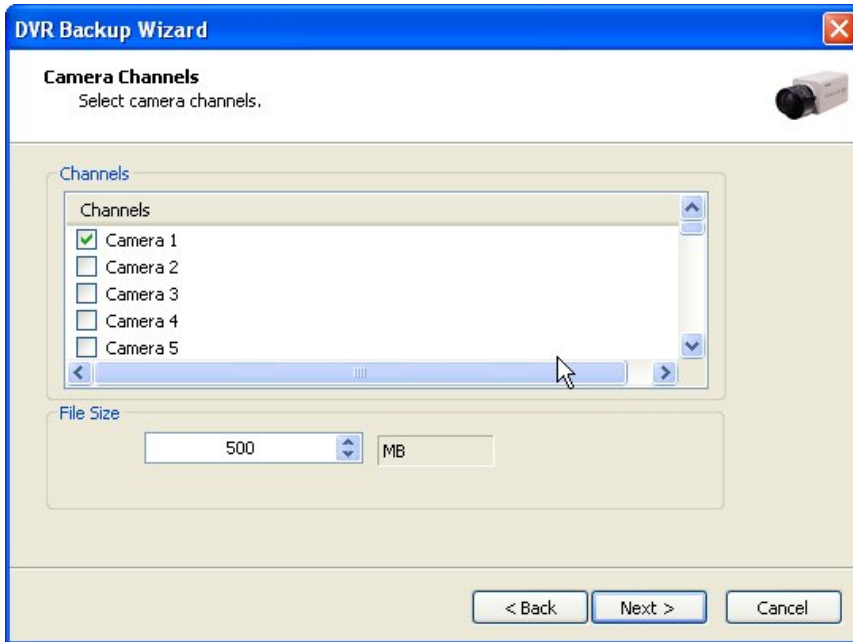 DVR Backup Wizard
Camera Channels
Select camera channels.
Channels
Channels
Camera 1
Camera 2
Camera 3
Camera 4
Camera 5
File Size
500 MB
< Back Next > Cancel